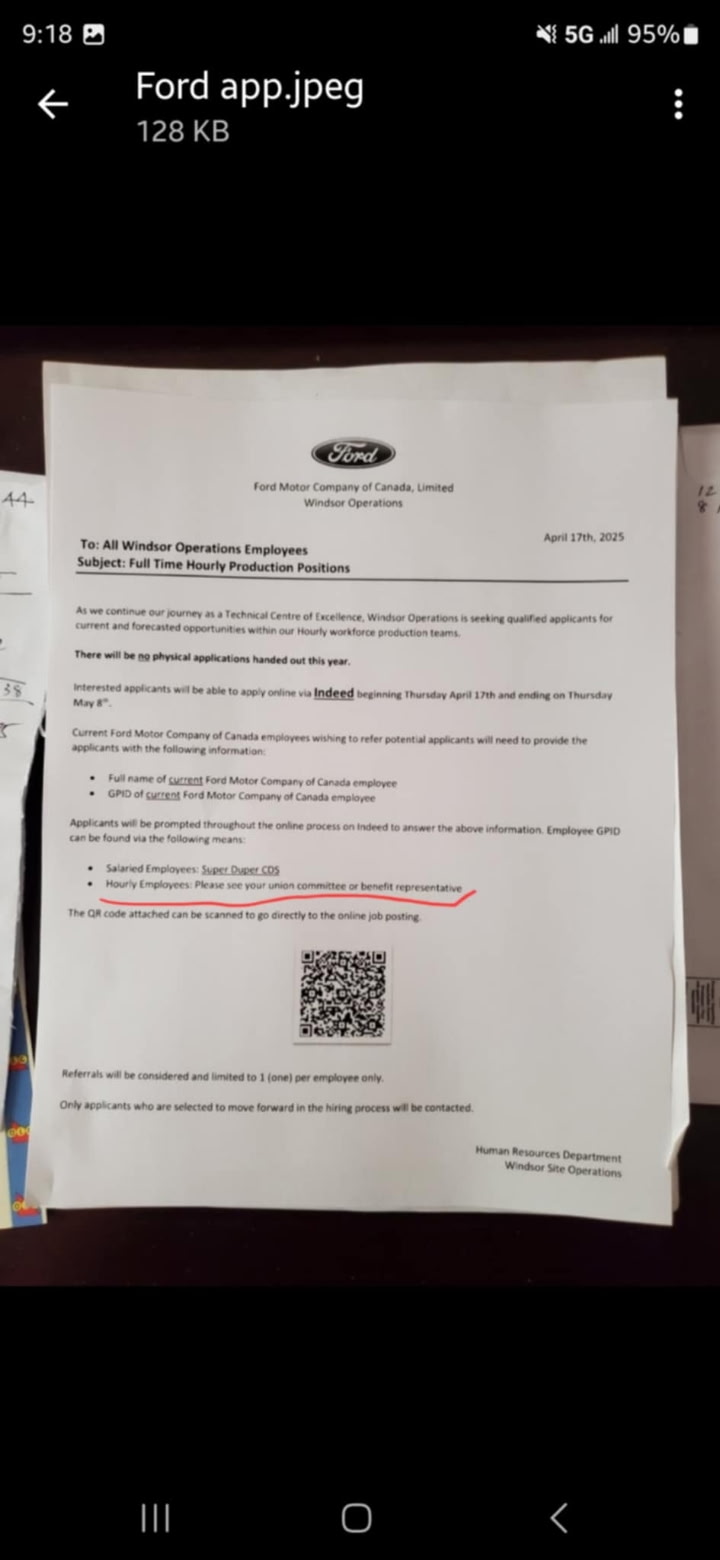 9:18
5G
95%
Ford app.jpeg
128 KB
Ford
Ford Motor Company of Canada, Limited
Windsor Operations
April 17th, 2025
To: All Windsor Operations Employees
Subject: Full Time Hourly Production Positions
As we continue our journey as a Technical Centre of Excellence, Windsor Operations is seeking qualified applicants for
current and forecasted opportunities within our Hourly workforce production teams.
There will be no physical applications handed out this year.
Interested applicants will be able to apply online via Indeed beginning Thursday April 17th and ending on Thursday
May 8th.
Current Ford Motor Company of Canada employees wishing to refer potential applicants will need to provide the
applicants with the following information:
• Full name of current Ford Motor Company of Canada employee
• GPID of current Ford Motor Company of Canada employee
Applicants will be prompted throughout the online process on Indeed to answer the above information. Employee GPID
can be found via the following means:
• Salaried Employees: Super Duper CDS
• Hourly Employees: Please see your union committee or benefit representative
The QR code attached can be scanned to go directly to the online job posting.
Referrals will be considered and limited to 1 (one) per employee only.
Only applicants who are selected to move forward in the hiring process will be contacted.
Human Resources Department
Windsor Site Operations
44
38
12
8